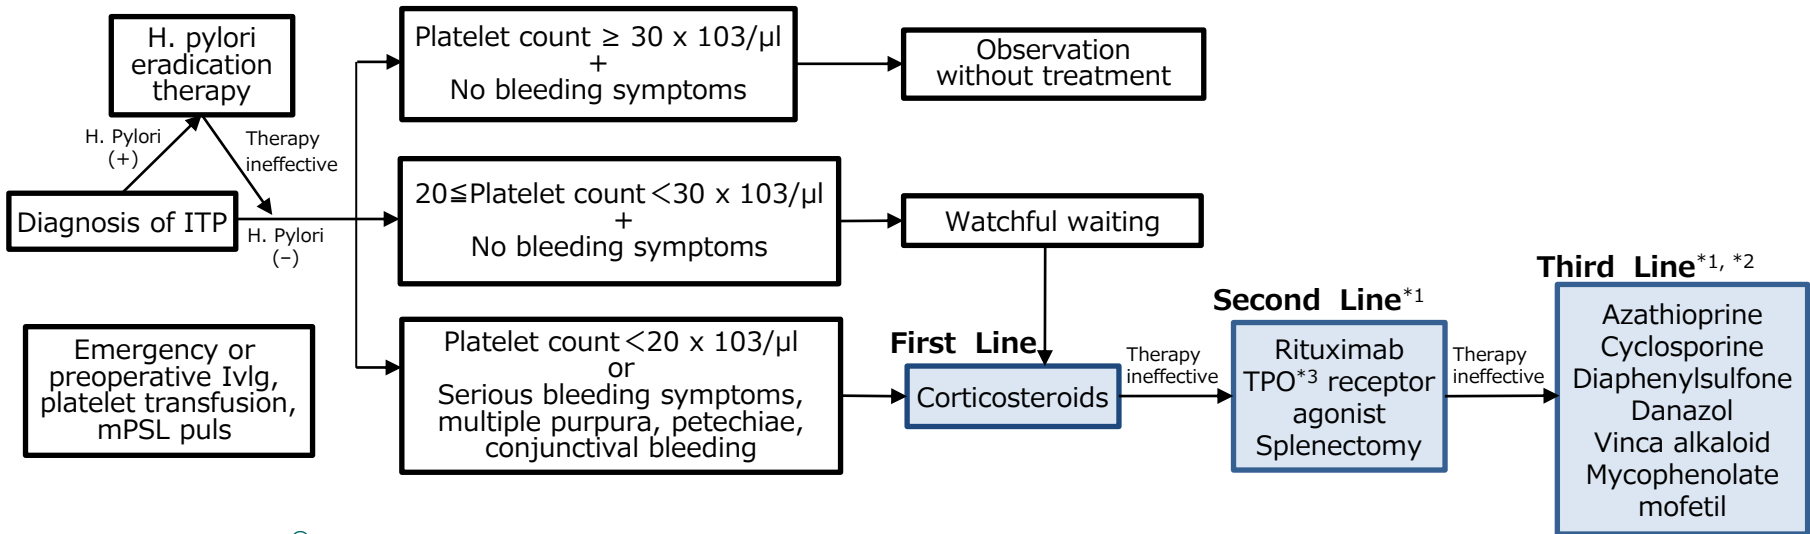 H. pylori
eradication
therapy
H. Pylori
(+)
Therapy
ineffective
Diagnosis of ITP
H. Pylori
(–)
Emergency or
preoperative Ivlg,
platelet transfusion,
mPSL puls
Platelet count ≥ 30 x 103/μl
+
No bleeding symptoms
Observation
without treatment
20≦Platelet count＜30 x 103/μl
+
No bleeding symptoms
Watchful waiting
Platelet count＜20 x 103/μl
or
Serious bleeding symptoms,
multiple purpura, petechiae,
conjunctival bleeding
First Line
Corticosteroids
Therapy
ineffective
Second Line*1
Rituximab
TPO*3 receptor
agonist
Splenectomy
Therapy
ineffective
Third Line*1, *2
Azathioprine
Cyclosporine
Diaphenylsulfone
Danazol
Vinca alkaloid
Mycophenolate
mofetil